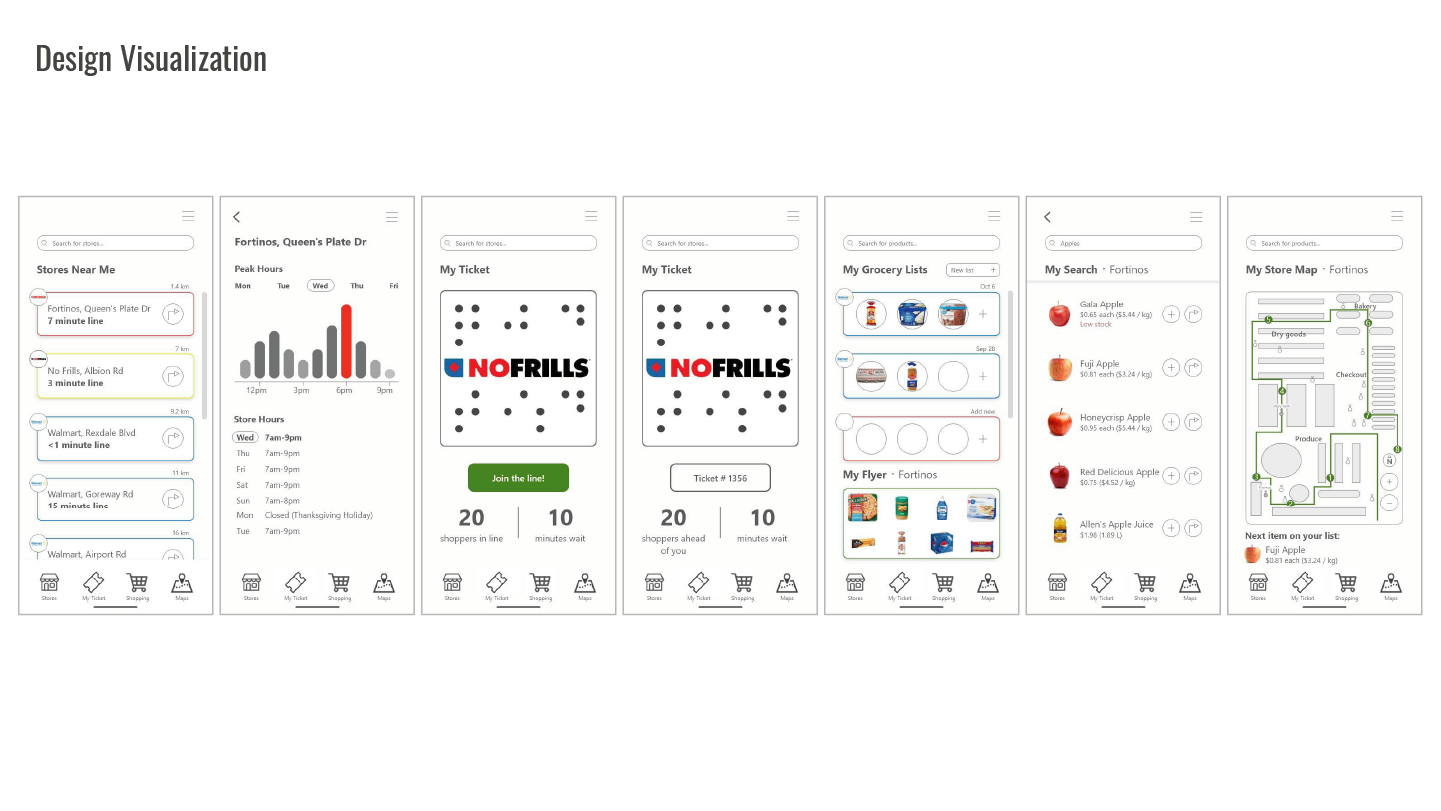 Design Visualization
Search for stores...
Stores Near Me
1.4 km
Fortinos, Queen's Plate Dr
7 minute line
7 km
No Frills, Albion Rd
3 minute line
9.2 km
Walmart, Rexdale Blvd
<1 minute line
11 km
Walmart, Goreway Rd
15 minute line
16 km
Walmart, Airport Rd
Stores My Ticket Shopping Maps
Fortinos, Queen's Plate Dr
Peak Hours
Mon Tue Wed Thu Fri
12pm 3pm 6pm 9pm
Store Hours
Wed 7am-9pm
Thu 7am-9pm
Fri 7am-9pm
Sat 7am-9pm
Sun 7am-8pm
Mon Closed (Thanksgiving Holiday)
Tue 7am-9pm
Stores My Ticket Shopping Maps
Search for stores...
My Ticket
NOFRILLS
Join the line!
20 10
shoppers in line minutes wait
Stores My Ticket Shopping Maps
Search for stores...
My Ticket
NOFRILLS
Ticket # 1356
20 10
shoppers ahead minutes wait
of you
Stores My Ticket Shopping Maps
Search for products...
My Grocery Lists New list +
Oct 6
Sep 28
Add new
My Flyer · Fortinos
Stores My Ticket Shopping Maps
Apples
My Search · Fortinos
Gala Apple
$0.65 each ($3.44 / kg)
Low stock
Fuji Apple
$0.81 each ($3.24 / kg)
Honeycrisp Apple
$0.95 each ($5.44 / kg)
Red Delicious Apple
$0.75 ($4.52 / kg)
Allen's Apple Juice
$1.98 (1.89 L)
Stores My Ticket Shopping Maps
Search for products...
My Store Map · Fortinos
Bakery
5
6
Dry goods
Checkout
4
7
Produce
8
N
3
1
2
Next item on your list:
Fuji Apple
$0.81 each ($3.24 / kg)
Stores My Ticket Shopping Maps